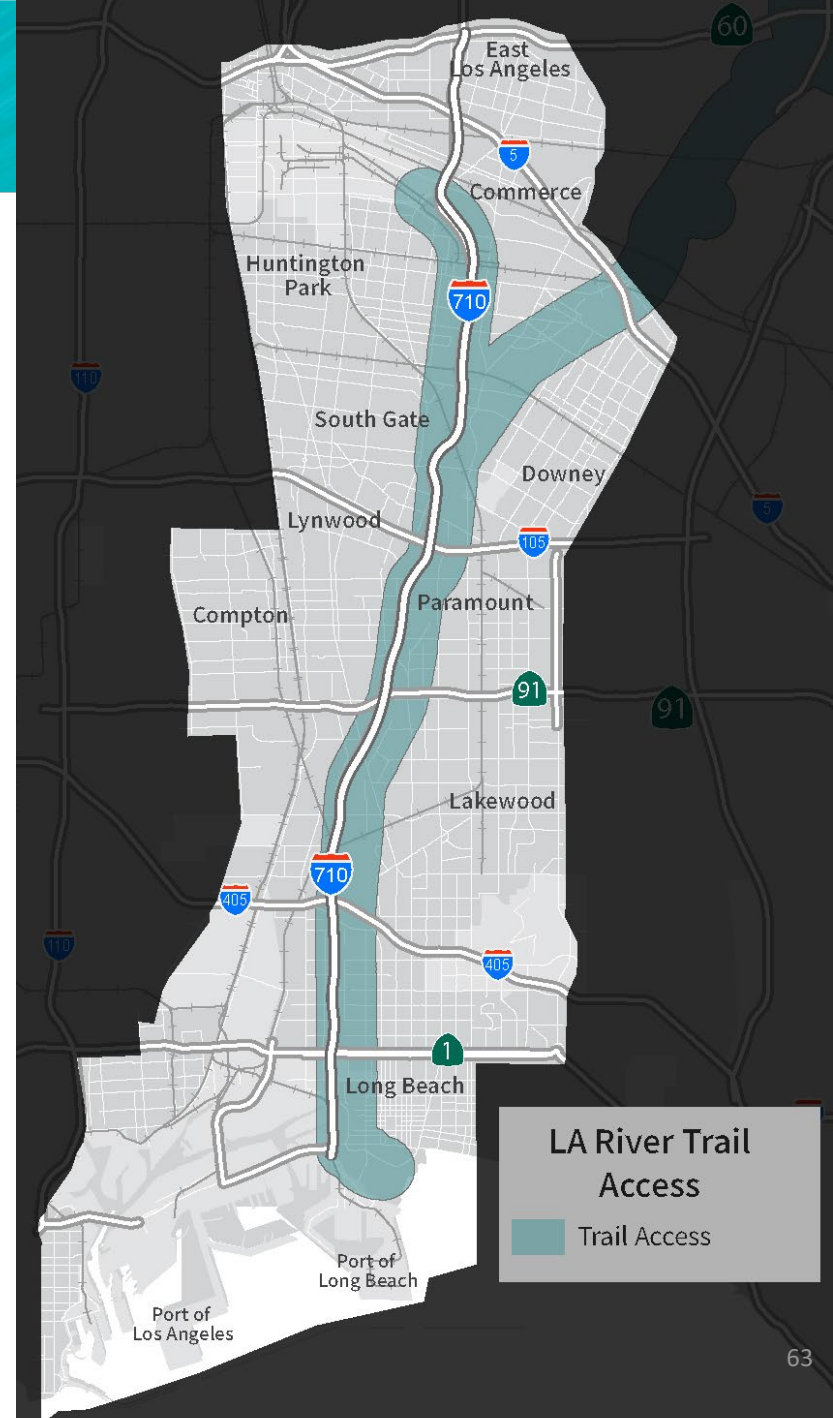 60
East
Los Angeles
5
Commerce
Huntington
Park
710
110
South Gate
Downey
5
Lynwood
105
Compton
Paramount
91
91
Lakewood
710
405
110
405
1
Long Beach
LA River Trail
Access
Trail Access
Port of
Long Beach
Port of
Los Angeles
63